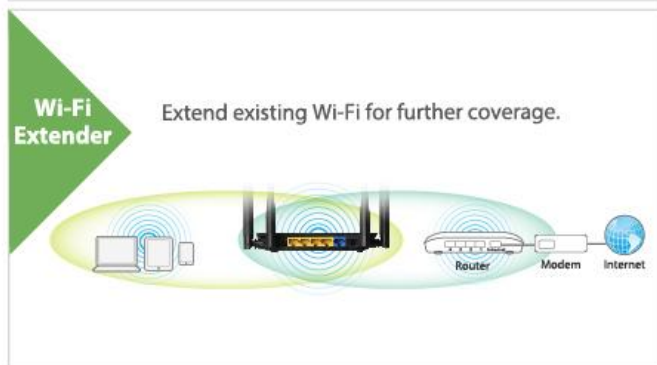 Wi-Fi
Extender
Extend existing Wi-Fi for further coverage.
Router
Modem
Internet